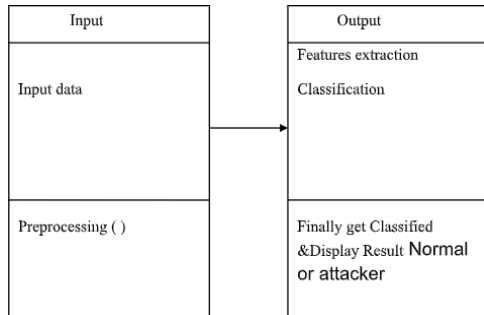 Input
Input data
Preprocessing ( )
Output
Features extraction
Classification
Finally get Classified
&Display Result Normal
or attacker